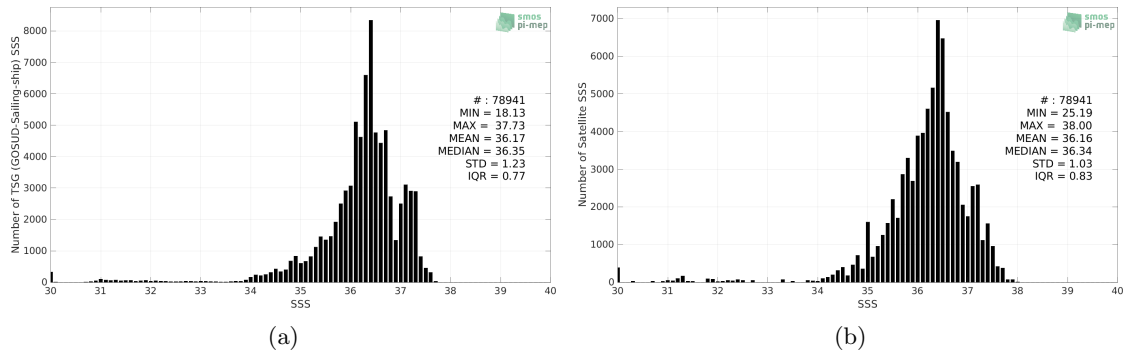 smos
pi-mep
Number of TSG (GOSUD-Sailing-ship) SSS
8000
7000
6000
5000
4000
3000
2000
1000
0
# : 78941
MIN = 18.13
MAX = 37.73
MEAN = 36.17
MEDIAN = 36.35
STD = 1.23
IQR = 0.77
30 31 32 33 34 35 36 37 38 39 40
SSS
(a)
smos
pi-mep
Number of Satellite SSS
7000
6000
5000
4000
3000
2000
1000
0
# : 78941
MIN = 25.19
MAX = 38.00
MEAN = 36.16
MEDIAN = 36.34
STD = 1.03
IQR = 0.83
30 31 32 33 34 35 36 37 38 39 40
SSS
(b)